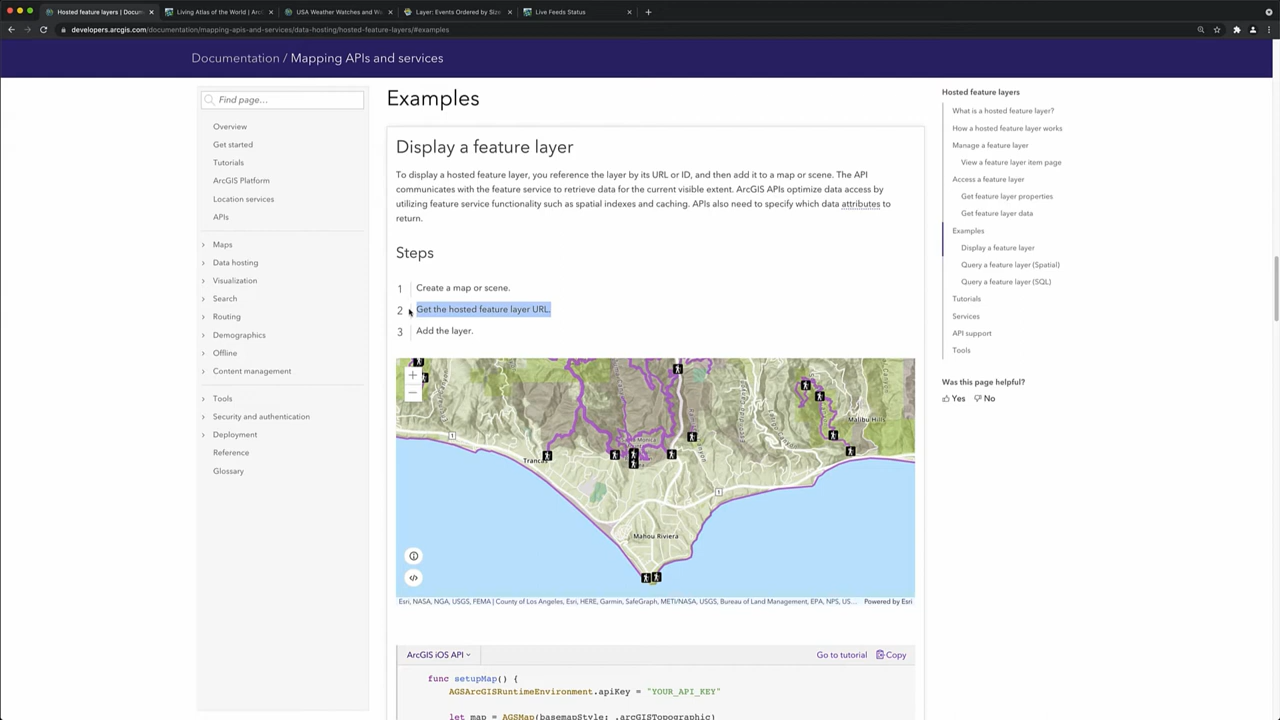 Hosted feature layers | Docum
Living Atlas of the World | Arc
USA Weather Watches and W
Layer: Events Ordered by Size
Live Feeds Status
developers.arcgis.com/documentation/mapping-apis-and-services/data-hosting/hosted-feature-layers/#examples
Documentation / Mapping APIs and services
Find page...
Overview
Get started
Tutorials
ArcGIS Platform
Location services
APIs
Maps
Data hosting
Visualization
Search
Routing
Demographics
Offline
Content management
Tools
Security and authentication
Deployment
Reference
Glossary
Examples
Display a feature layer
To display a hosted feature layer, you reference the layer by its URL or ID, and then add it to a map or scene. The API
communicates with the feature service to retrieve data for the current visible extent. ArcGIS APIs optimize data access by
utilizing feature service functionality such as spatial indexes and caching. APIs also need to specify which data attributes to
return.
Steps
1 Create a map or scene.
2 Get the hosted feature layer URL.
3 Add the layer.
Malibu Hills
Trancas
1
1
Malibu Riviera
Esri, NASA, NGA, USGS, FEMA | County of Los Angeles, Esri, HERE, Garmin, SafeGraph, METI/NASA, USGS, Bureau of Land Management, EPA, NPS, US... Powered by Esri
ArcGIS iOS API
Go to tutorial
Copy
func setupMap() {
AGSArcGISRuntimeEnvironment.apiKey = "YOUR_API_KEY"
let map = AGSMap(basemapStyle: .arcGISTopographic)
Hosted feature layers
What is a hosted feature layer?
How a hosted feature layer works
Manage a feature layer
View a feature layer item page
Access a feature layer
Get feature layer properties
Get feature layer data
Examples
Display a feature layer
Query a feature layer (Spatial)
Query a feature layer (SQL)
Tutorials
Services
API support
Tools
Was this page helpful?
Yes
No